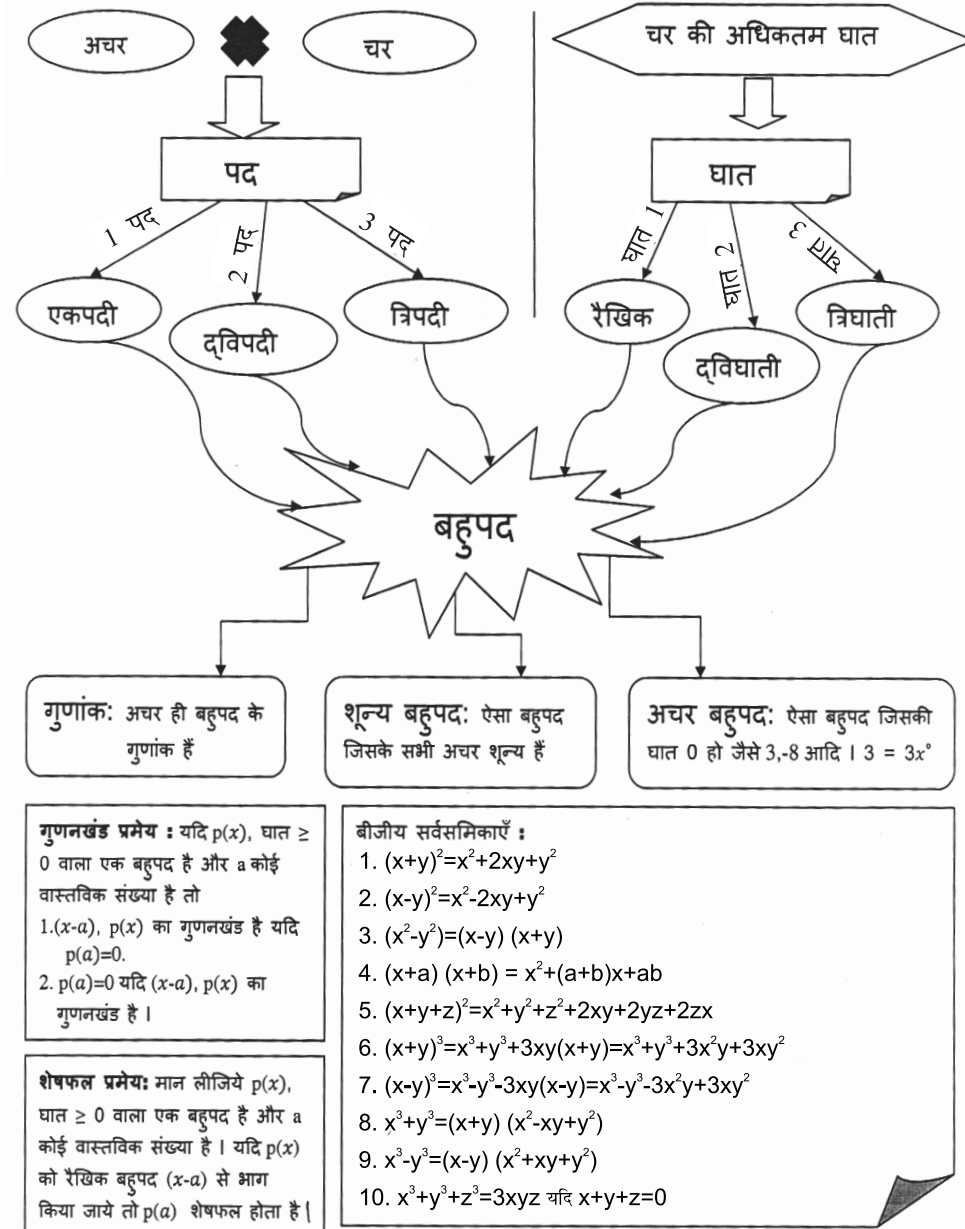 अचर
चर
चर की अधिकतम घात
पद
घात
1 पद
2 पद
3 पद
घात 1
घात 2
घात 3
एकपदी
द्विपदी
त्रिपदी
रैखिक
द्विघाती
त्रिघाती
बहुपद
गुणांक: अचर ही बहुपद के
गुणांक हैं
शून्य बहुपद: ऐसा बहुपद
जिसके सभी अचर शून्य हैं
अचर बहुपद: ऐसा बहुपद जिसकी
घात 0 हो जैसे 3,-8 आदि । 3 = 3x°
गुणनखंड प्रमेय : यदि p(x), घात ≥
0 वाला एक बहुपद है और a कोई
वास्तविक संख्या है तो
1.(x-a), p(x) का गुणनखंड है यदि
p(a)=0.
2. p(a)=0 यदि (x-a), p(x) का
गुणनखंड है ।
शेषफल प्रमेय: मान लीजिये p(x),
घात ≥ 0 वाला एक बहुपद है और a
कोई वास्तविक संख्या है । यदि p(x)
को रैखिक बहुपद (x-a) से भाग
किया जाये तो p(a) शेषफल होता है|
बीजीय सर्वसमिकाएँ :
1. (x+y)²=x²+2xy+y²
2. (x-y)²=x²-2xy+y²
3. (x²-y²)=(x-y) (x+y)
4. (x+a) (x+b) = x²+(a+b)x+ab
5. (x+y+z)²=x²+y²+z²+2xy+2yz+2zx
6. (x+y)³=x³+y³+3xy(x+y)=x³+y³+3x²y+3xy²
7. (x-y)³=x³-y³-3xy(x-y)=x³-y³-3x²y+3xy²
8. x³+y³=(x+y) (x²-xy+y²)
9. x³-y³=(x-y) (x²+xy+y²)
10. x³+y³+z³=3xyz यदि x+y+z=0